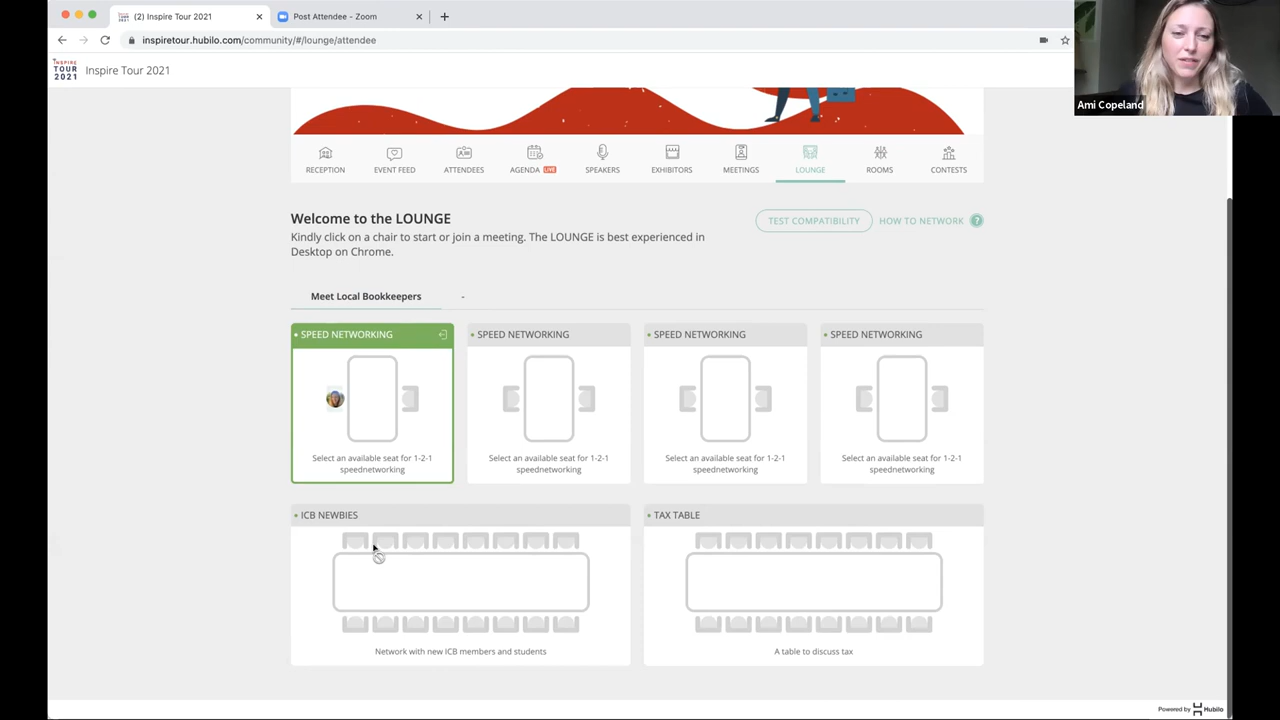 (2) Inspire Tour 2021
Post Attendee - Zoom
inspiretour.hubilo.com/community/#/lounge/attendee
INSPIRE
TOUR
2021
Inspire Tour 2021
Ami Copeland
RECEPTION
EVENT FEED
ATTENDEES
AGENDA LIVE
SPEAKERS
EXHIBITORS
MEETINGS
LOUNGE
ROOMS
CONTESTS
Welcome to the LOUNGE
TEST COMPATIBILITY
HOW TO NETWORK ?
Kindly click on a chair to start or join a meeting. The LOUNGE is best experienced in
Desktop on Chrome.
Meet Local Bookkeepers
-
SPEED NETWORKING
Select an available seat for 1-2-1
speednetworking
SPEED NETWORKING
Select an available seat for 1-2-1
speednetworking
SPEED NETWORKING
Select an available seat for 1-2-1
speednetworking
SPEED NETWORKING
Select an available seat for 1-2-1
speednetworking
ICB NEWBIES
Network with new ICB members and students
TAX TABLE
A table to discuss tax
Powered by Hubilo